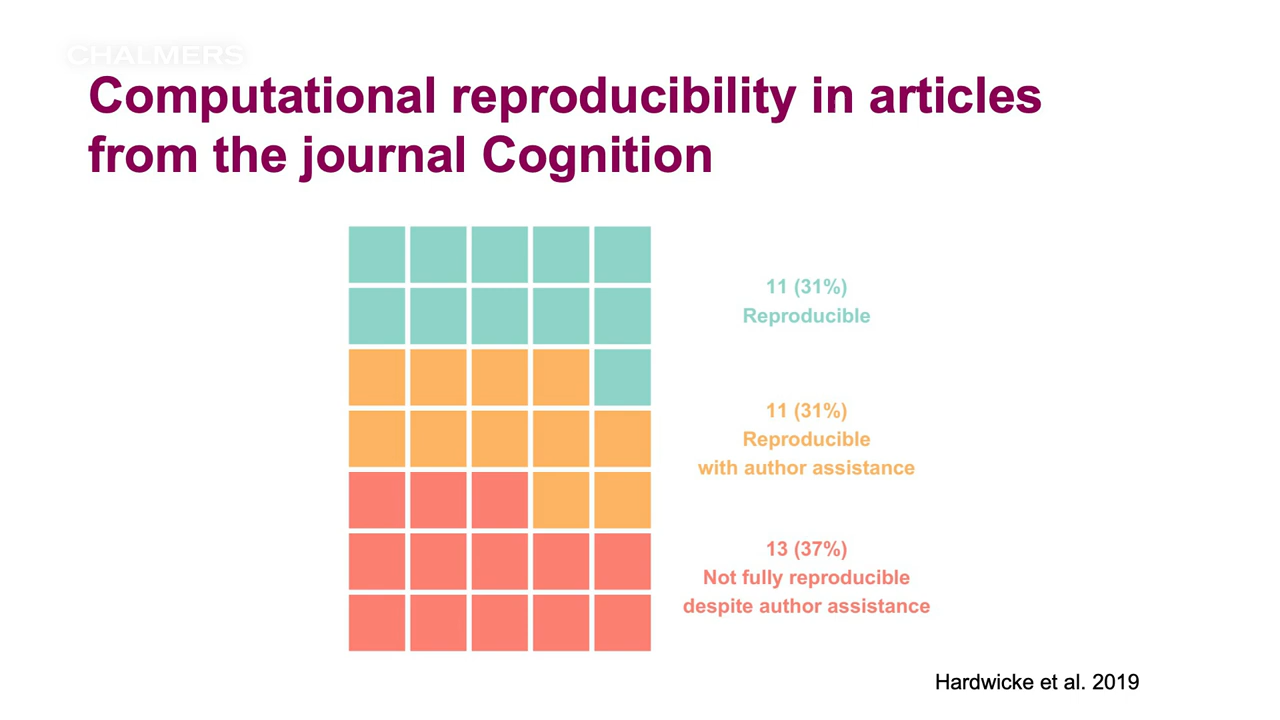 CHALMERS
Computational reproducibility in articles
from the journal Cognition
11 (31%)
Reproducible
11 (31%)
Reproducible
with author assistance
13 (37%)
Not fully reproducible
despite author assistance
Hardwicke et al. 2019